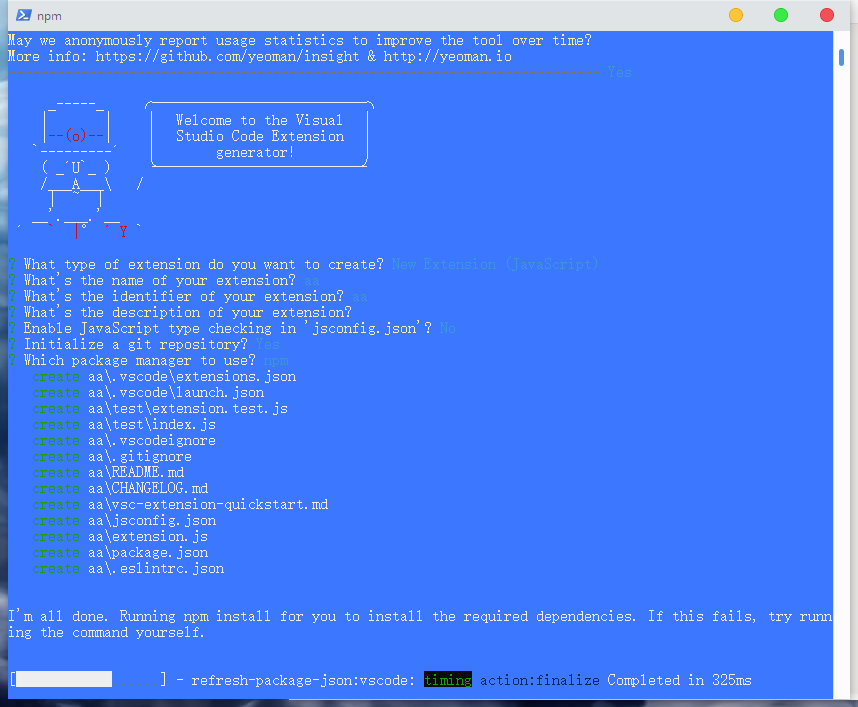 npm
May we anonymously report usage statistics to improve the tool over time?
More info: https://github.com/yeoman/insight & http://yeoman.io
========================================================================== Yes
Welcome to the Visual
Studio Code Extension
generator!
? What type of extension do you want to create? New Extension (JavaScript)
? What's the name of your extension? aa
? What's the identifier of your extension? aa
? What's the description of your extension?
? Enable JavaScript type checking in 'jsconfig.json'? No
? Initialize a git repository? Yes
? Which package manager to use? npm
create aa\.vscode\extensions.json
create aa\.vscode\launch.json
create aa\test\extension.test.js
create aa\test\index.js
create aa\.vscodeignore
create aa\.gitignore
create aa\README.md
create aa\CHANGELOG.md
create aa\vsc-extension-quickstart.md
create aa\jsconfig.json
create aa\extension.js
create aa\package.json
create aa\.eslintrc.json
I'm all done. Running npm install for you to install the required dependencies. If this fails, try runn
ing the command yourself.
[ ......] - refresh-package-json:vscode: timing action:finalize Completed in 325ms